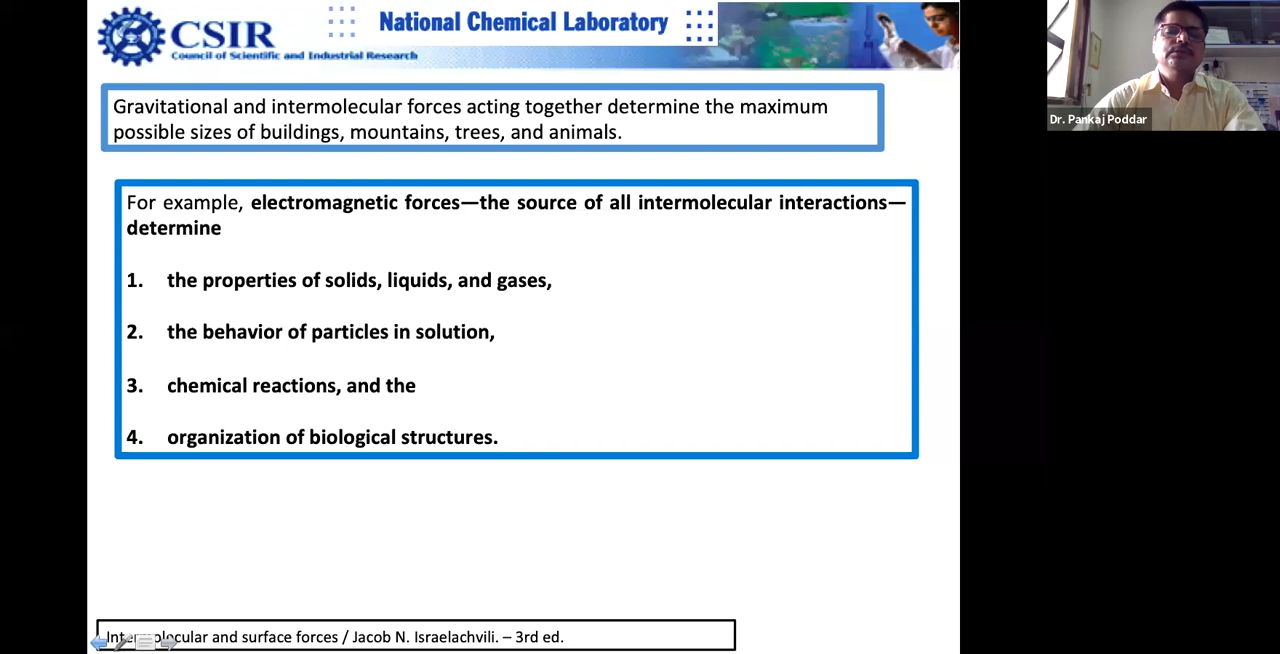 CSIR
Council of Scientific and Industrial Research
National Chemical Laboratory
Dr. Pankaj Poddar
Gravitational and intermolecular forces acting together determine the maximum
possible sizes of buildings, mountains, trees, and animals.
For example, electromagnetic forces—the source of all intermolecular interactions—
determine
1. the properties of solids, liquids, and gases,
2. the behavior of particles in solution,
3. chemical reactions, and the
4. organization of biological structures.
Intermolecular and surface forces / Jacob N. Israelachvili. – 3rd ed.